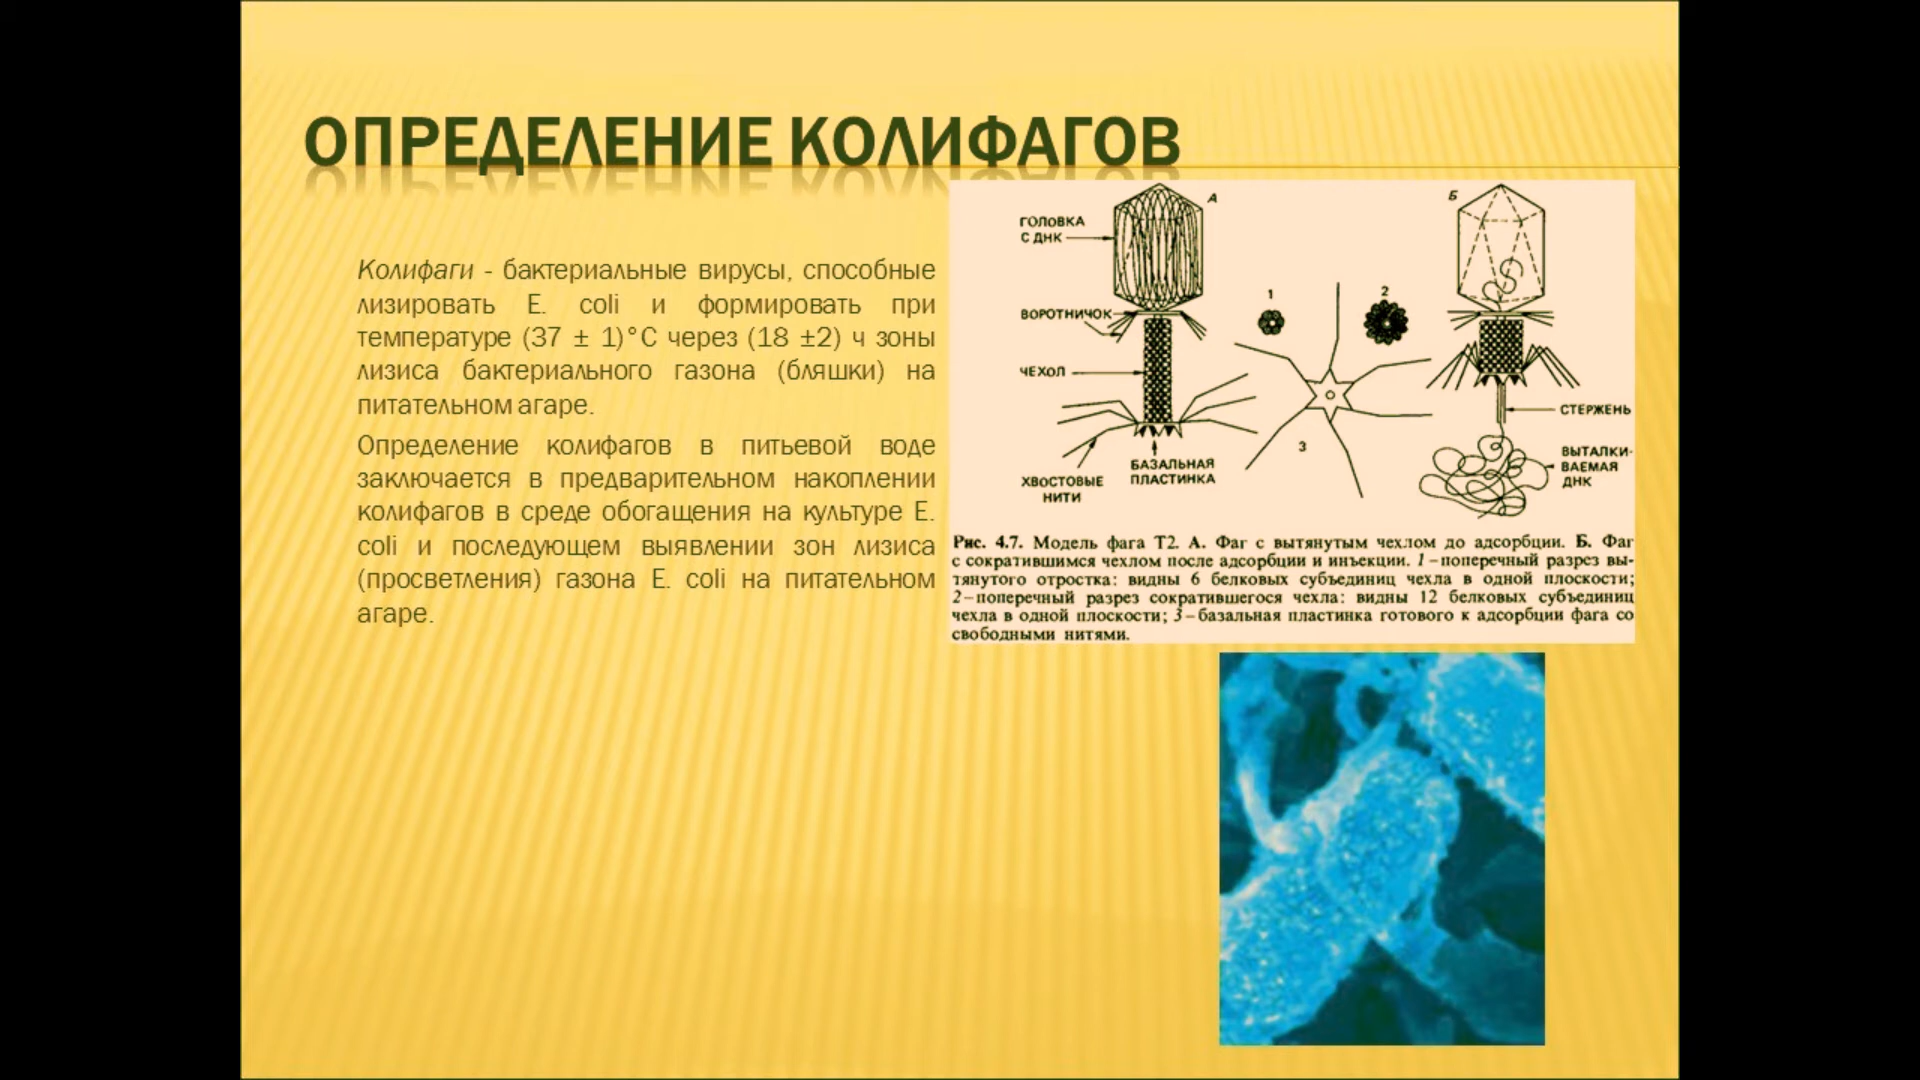 ОПРЕДЕЛЕНИЕ КОЛИФАГОВ
Колифаги - бактериальные вирусы, способные
лизировать E. coli и формировать при
температуре (37 ± 1)°С через (18 ±2) ч зоны
лизиса бактериального газона (бляшки) на
питательном агаре.
Определение колифагов в питьевой воде
заключается в предварительном накоплении
колифагов в среде обогащения на культуре E.
coli и последующем выявлении зон лизиса
(просветления) газона E. coli на питательном
агаре.
А
Б
ГОЛОВКА
С ДНК
ВОРОТНИЧОК
ЧЕХОЛ
ХВОСТОВЫЕ
НИТИ
БАЗАЛЬНАЯ
ПЛАСТИНКА
1
2
3
СТЕРЖЕНЬ
ВЫТАЛКИ-
ВАЕМАЯ
ДНК
Рис. 4.7. Модель фага Т2. А. Фаг с вытянутым чехлом до адсорбции. Б. Фаг
с сократившимся чехлом после адсорбции и инъекции. 1–поперечный разрез вы-
тянутого отростка: видны 6 белковых субъединиц чехла в одной плоскости;
2–поперечный разрез сократившегося чехла: видны 12 белковых субъединиц
чехла в одной плоскости; 3–базальная пластинка готового к адсорбции фага со
свободными нитями.